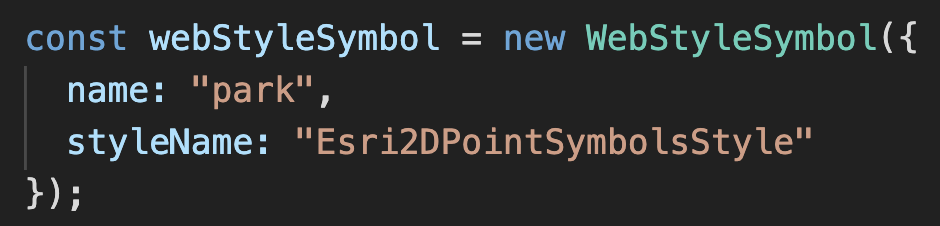 const webStyleSymbol = new WebStyleSymbol({
  name: "park",
  styleName: "Esri2DPointSymbolsStyle"
});